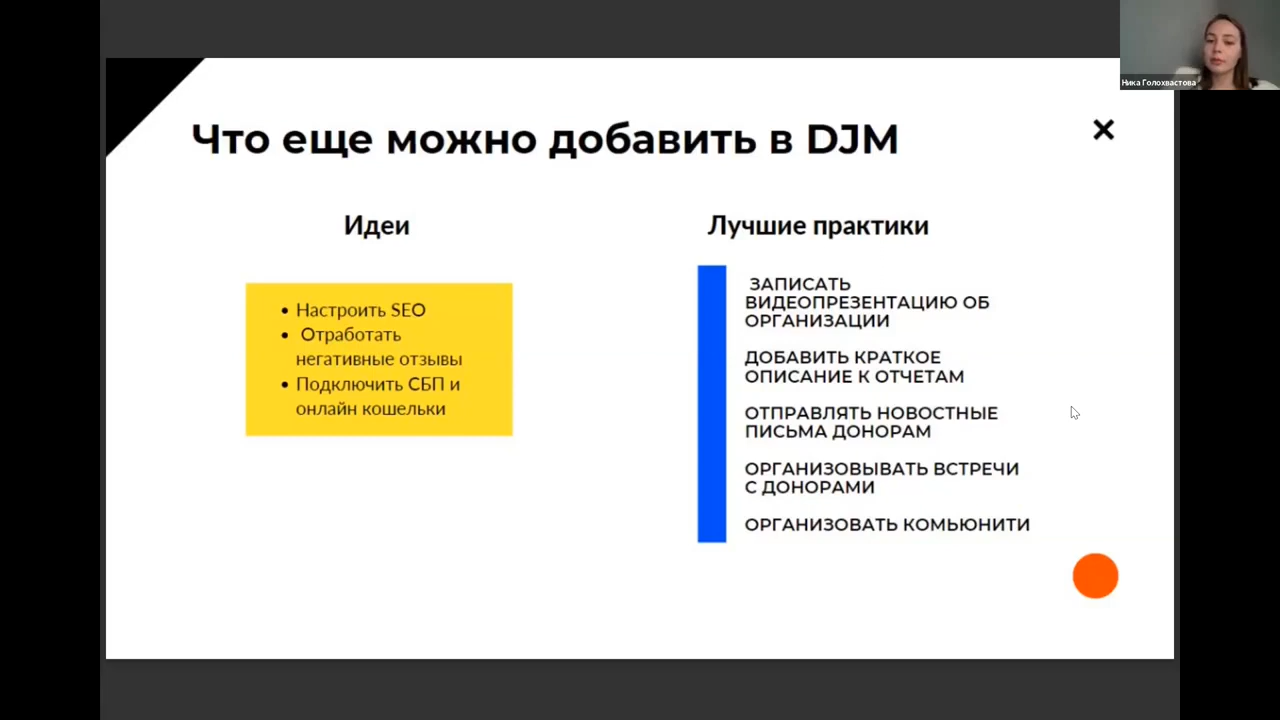 Ника Голохвастова
Что еще можно добавить в DJM
Идеи
• Настроить SEO
• Отработать
негативные отзывы
• Подключить СБП и
онлайн кошельки
Лучшие практики
ЗАПИСАТЬ
ВИДЕОПРЕЗЕНТАЦИЮ ОБ
ОРГАНИЗАЦИИ
ДОБАВИТЬ КРАТКОЕ
ОПИСАНИЕ К ОТЧЕТАМ
ОТПРАВЛЯТЬ НОВОСТНЫЕ
ПИСЬМА ДОНОРАМ
ОРГАНИЗОВЫВАТЬ ВСТРЕЧИ
С ДОНОРАМИ
ОРГАНИЗОВАТЬ КОМЬЮНИТИ